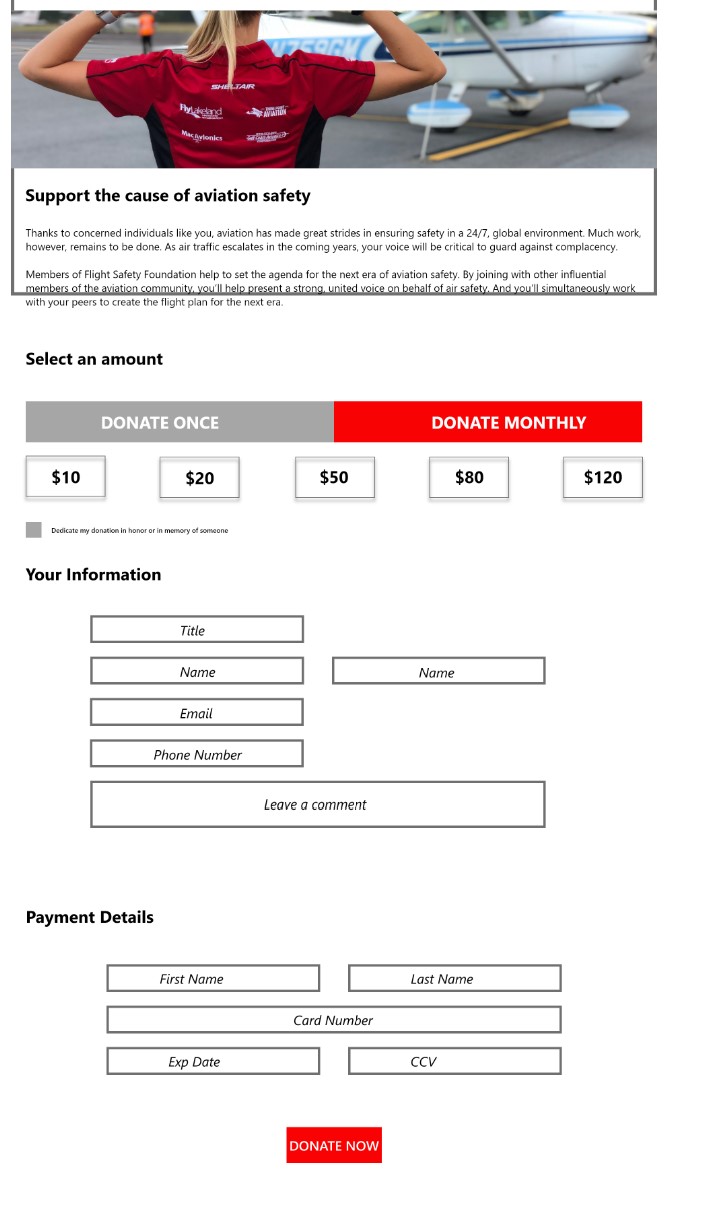 N759GM
SHELTAIR
FlyLakeland
AVIATION
MacAvionics
Support the cause of aviation safety
Thanks to concerned individuals like you, aviation has made great strides in ensuring safety in a 24/7, global environment. Much work,
however, remains to be done. As air traffic escalates in the coming years, your voice will be critical to guard against complacency.
Members of Flight Safety Foundation help to set the agenda for the next era of aviation safety. By joining with other influential
members of the aviation community, you'll help present a strong, united voice on behalf of air safety. And you'll simultaneously work
with your peers to create the flight plan for the next era.
Select an amount
DONATE ONCE DONATE MONTHLY
$10 $20 $50 $80 $120
Dedicate my donation in honor or in memory of someone
Your Information
Title
Name Name
Email
Phone Number
Leave a comment
Payment Details
First Name Last Name
Card Number
Exp Date CCV
DONATE NOW